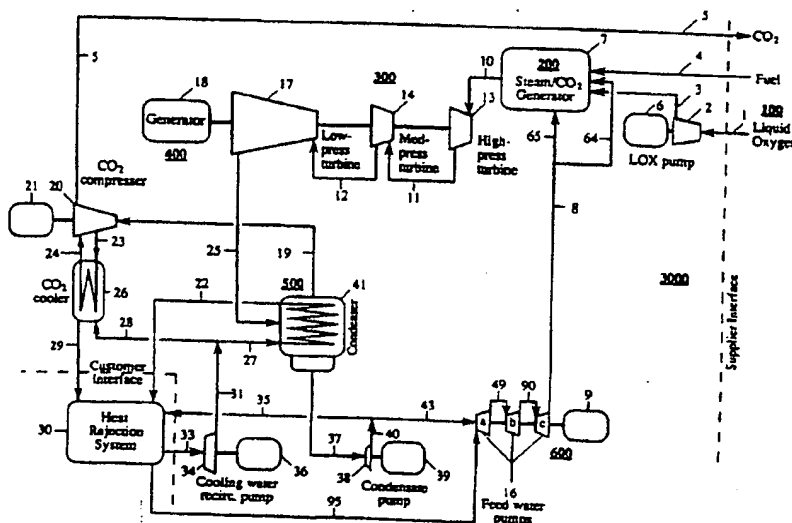 5
CO₂
7
4
Fuel
200
Steam/CO₂
Generator
10
3
2
6
1
100
Liquid
Oxygen
LOX pump
65
64
300
17
18
Generator
400
14
13
Low-
press
turbine
Med-
press
turbine
High-
press
turbine
12
11
5
CO₂
compresser
21
20
24
23
CO₂
cooler
26
25
19
22
500
41
Condenser
8
3000
Supplier Interface
28
27
29
Customer
Interface
31
35
43
49
90
9
a
b
c
600
30
Heat
Rejection
System
33
34
36
Cooling water
recirc. pump
37
40
38
39
Condensate
pump
16
Feed water
pumps
95